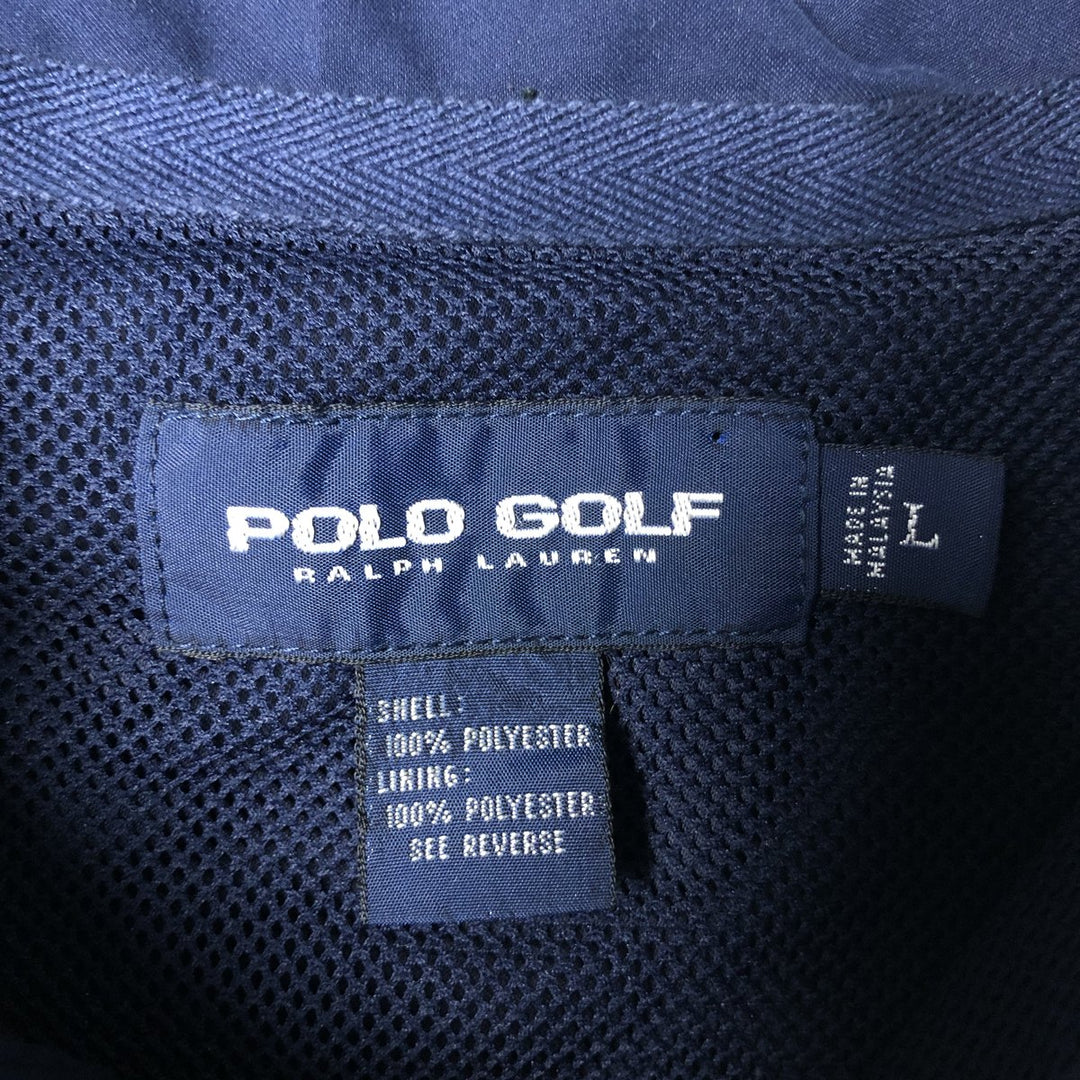 POLO GOLF
RALPH LAUREN
MADE IN
MALAYSIA
L
SHELL:
100% POLYESTER
LINING:
100% POLYESTER
SEE REVERSE